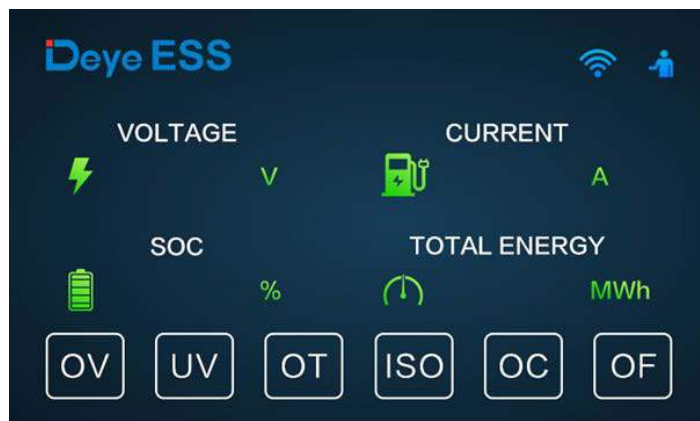 Deye ESS
VOLTAGE
CURRENT
V
A
SOC
TOTAL ENERGY
%
MWh
OV UV OT ISO OC OF